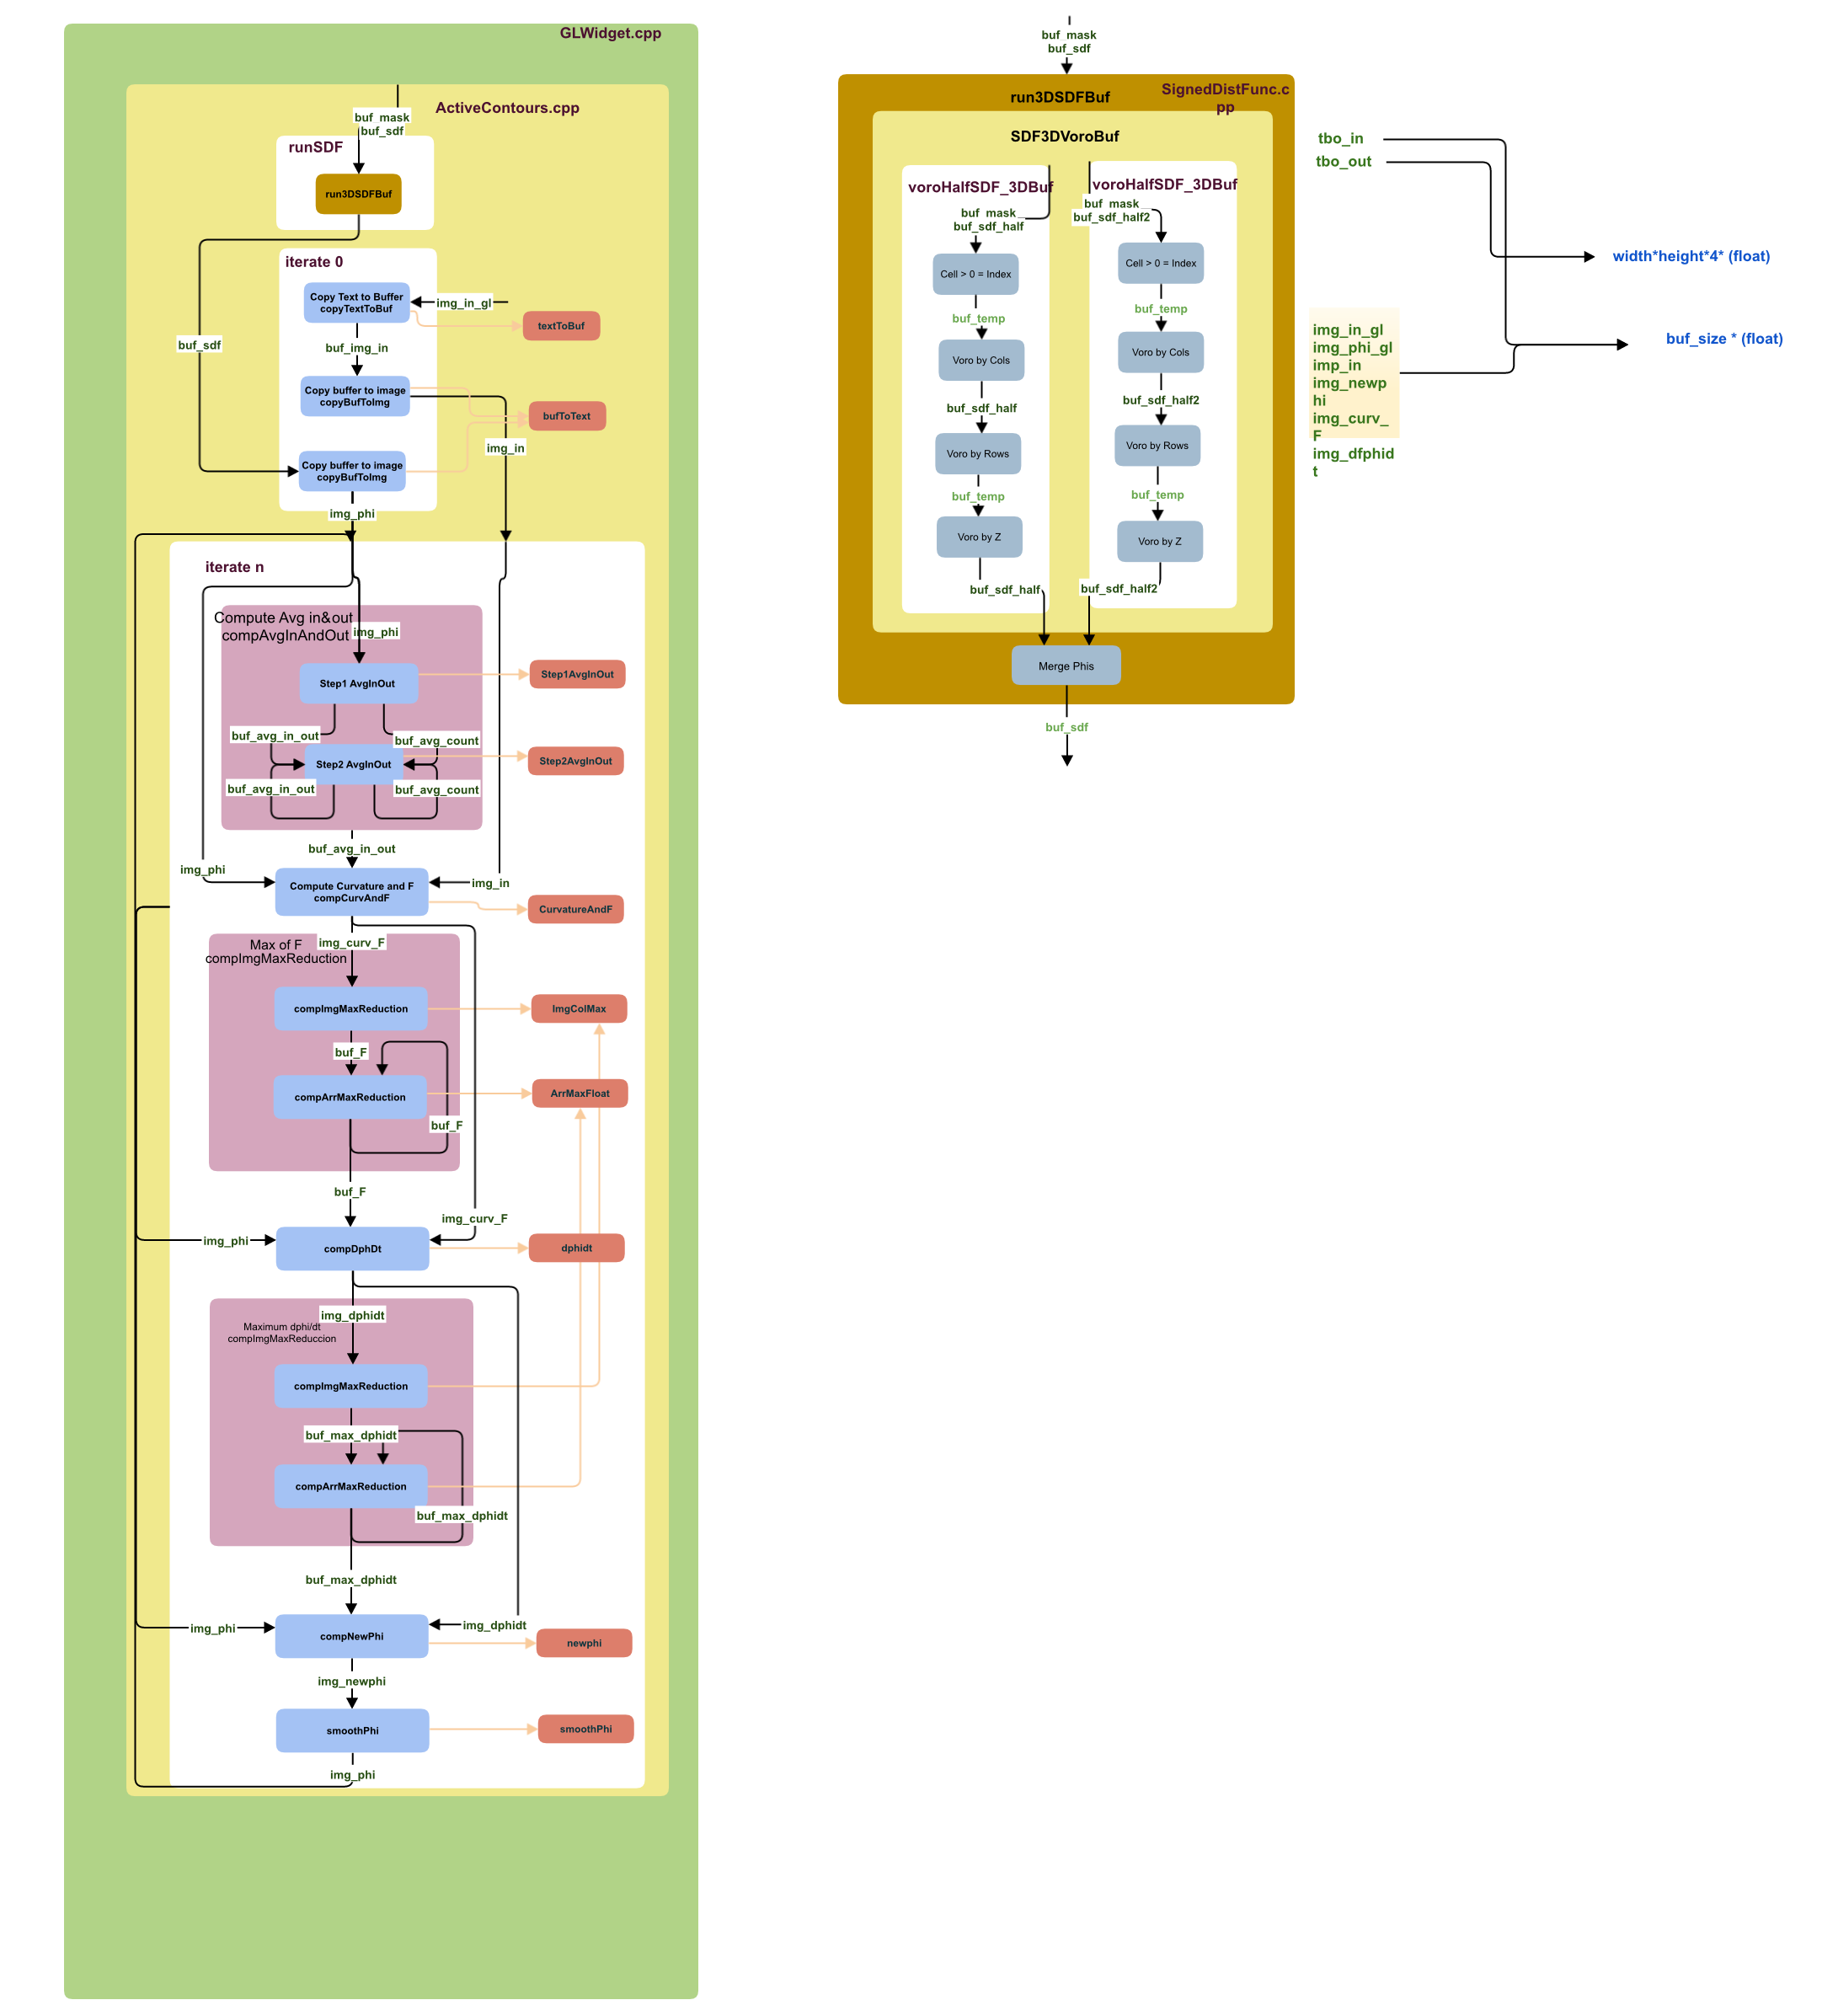 GLWidget.cpp
ActiveContours.cpp
buf_mask
buf_sdf
runSDF
run3DSDFBuf
iterate 0
Copy Text to Buffer
copyTextToBuf
img_in_gl
textToBuf
buf_sdf
buf_img_in
Copy buffer to image
copyBufToImg
bufToText
img_in
Copy buffer to image
copyBufToImg
img_phi
iterate n
Compute Avg in&out
compAvgInAndOut
img_phi
Step1 AvgInOut
Step1AvgInOut
buf_avg_in_out
buf_avg_count
Step2 AvgInOut
Step2AvgInOut
buf_avg_in_out
buf_avg_count
buf_avg_in_out
img_phi
Compute Curvature and F
compCurvAndF
img_in
CurvatureAndF
Max of F
compImgMaxReduction
img_curv_F
compImgMaxReduction
ImgColMax
buf_F
compArrMaxReduction
ArrMaxFloat
buf_F
buf_F
img_curv_F
img_phi
compDphDt
dphidt
img_dphidt
Maximum dphi/dt
compImgMaxReduccion
compImgMaxReduction
buf_max_dphidt
compArrMaxReduction
buf_max_dphidt
buf_max_dphidt
img_phi
compNewPhi
img_dphidt
newphi
img_newphi
smoothPhi
smoothPhi
img_phi
buf_mask
buf_sdf
run3DSDFBuf
SignedDistFunc.c
pp
SDF3DVoroBuf
voroHalfSDF_3DBuf
buf_mask
buf_sdf_half
Cell > 0 = Index
buf_temp
Voro by Cols
buf_sdf_half
Voro by Rows
buf_temp
Voro by Z
buf_sdf_half
voroHalfSDF_3DBuf
buf_mask
buf_sdf_half2
Cell > 0 = Index
buf_temp
Voro by Cols
buf_sdf_half2
Voro by Rows
buf_temp
Voro by Z
buf_sdf_half2
Merge Phis
buf_sdf
tbo_in
tbo_out
width*height*4* (float)
buf_size * (float)
img_in_gl
img_phi_gl
imp_in
img_newp
hi
img_curv_
F
img_dfphid
t